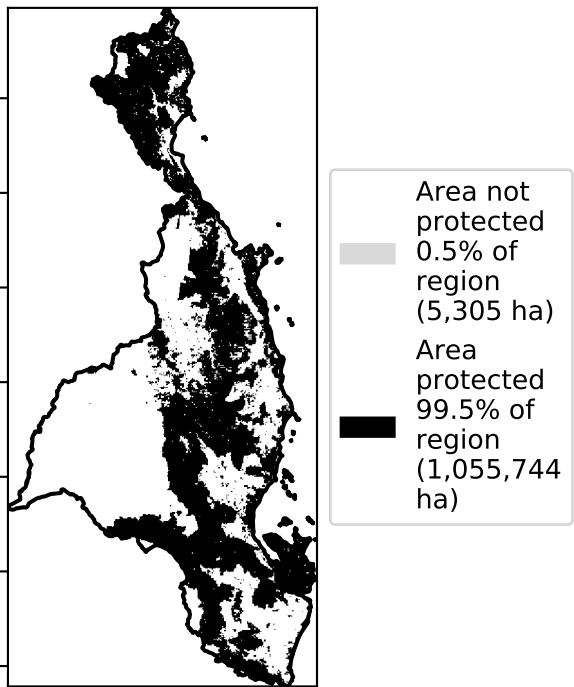 Area not
protected
0.5% of
region
(5,305 ha)
Area
protected
99.5% of
region
(1,055,744
ha)